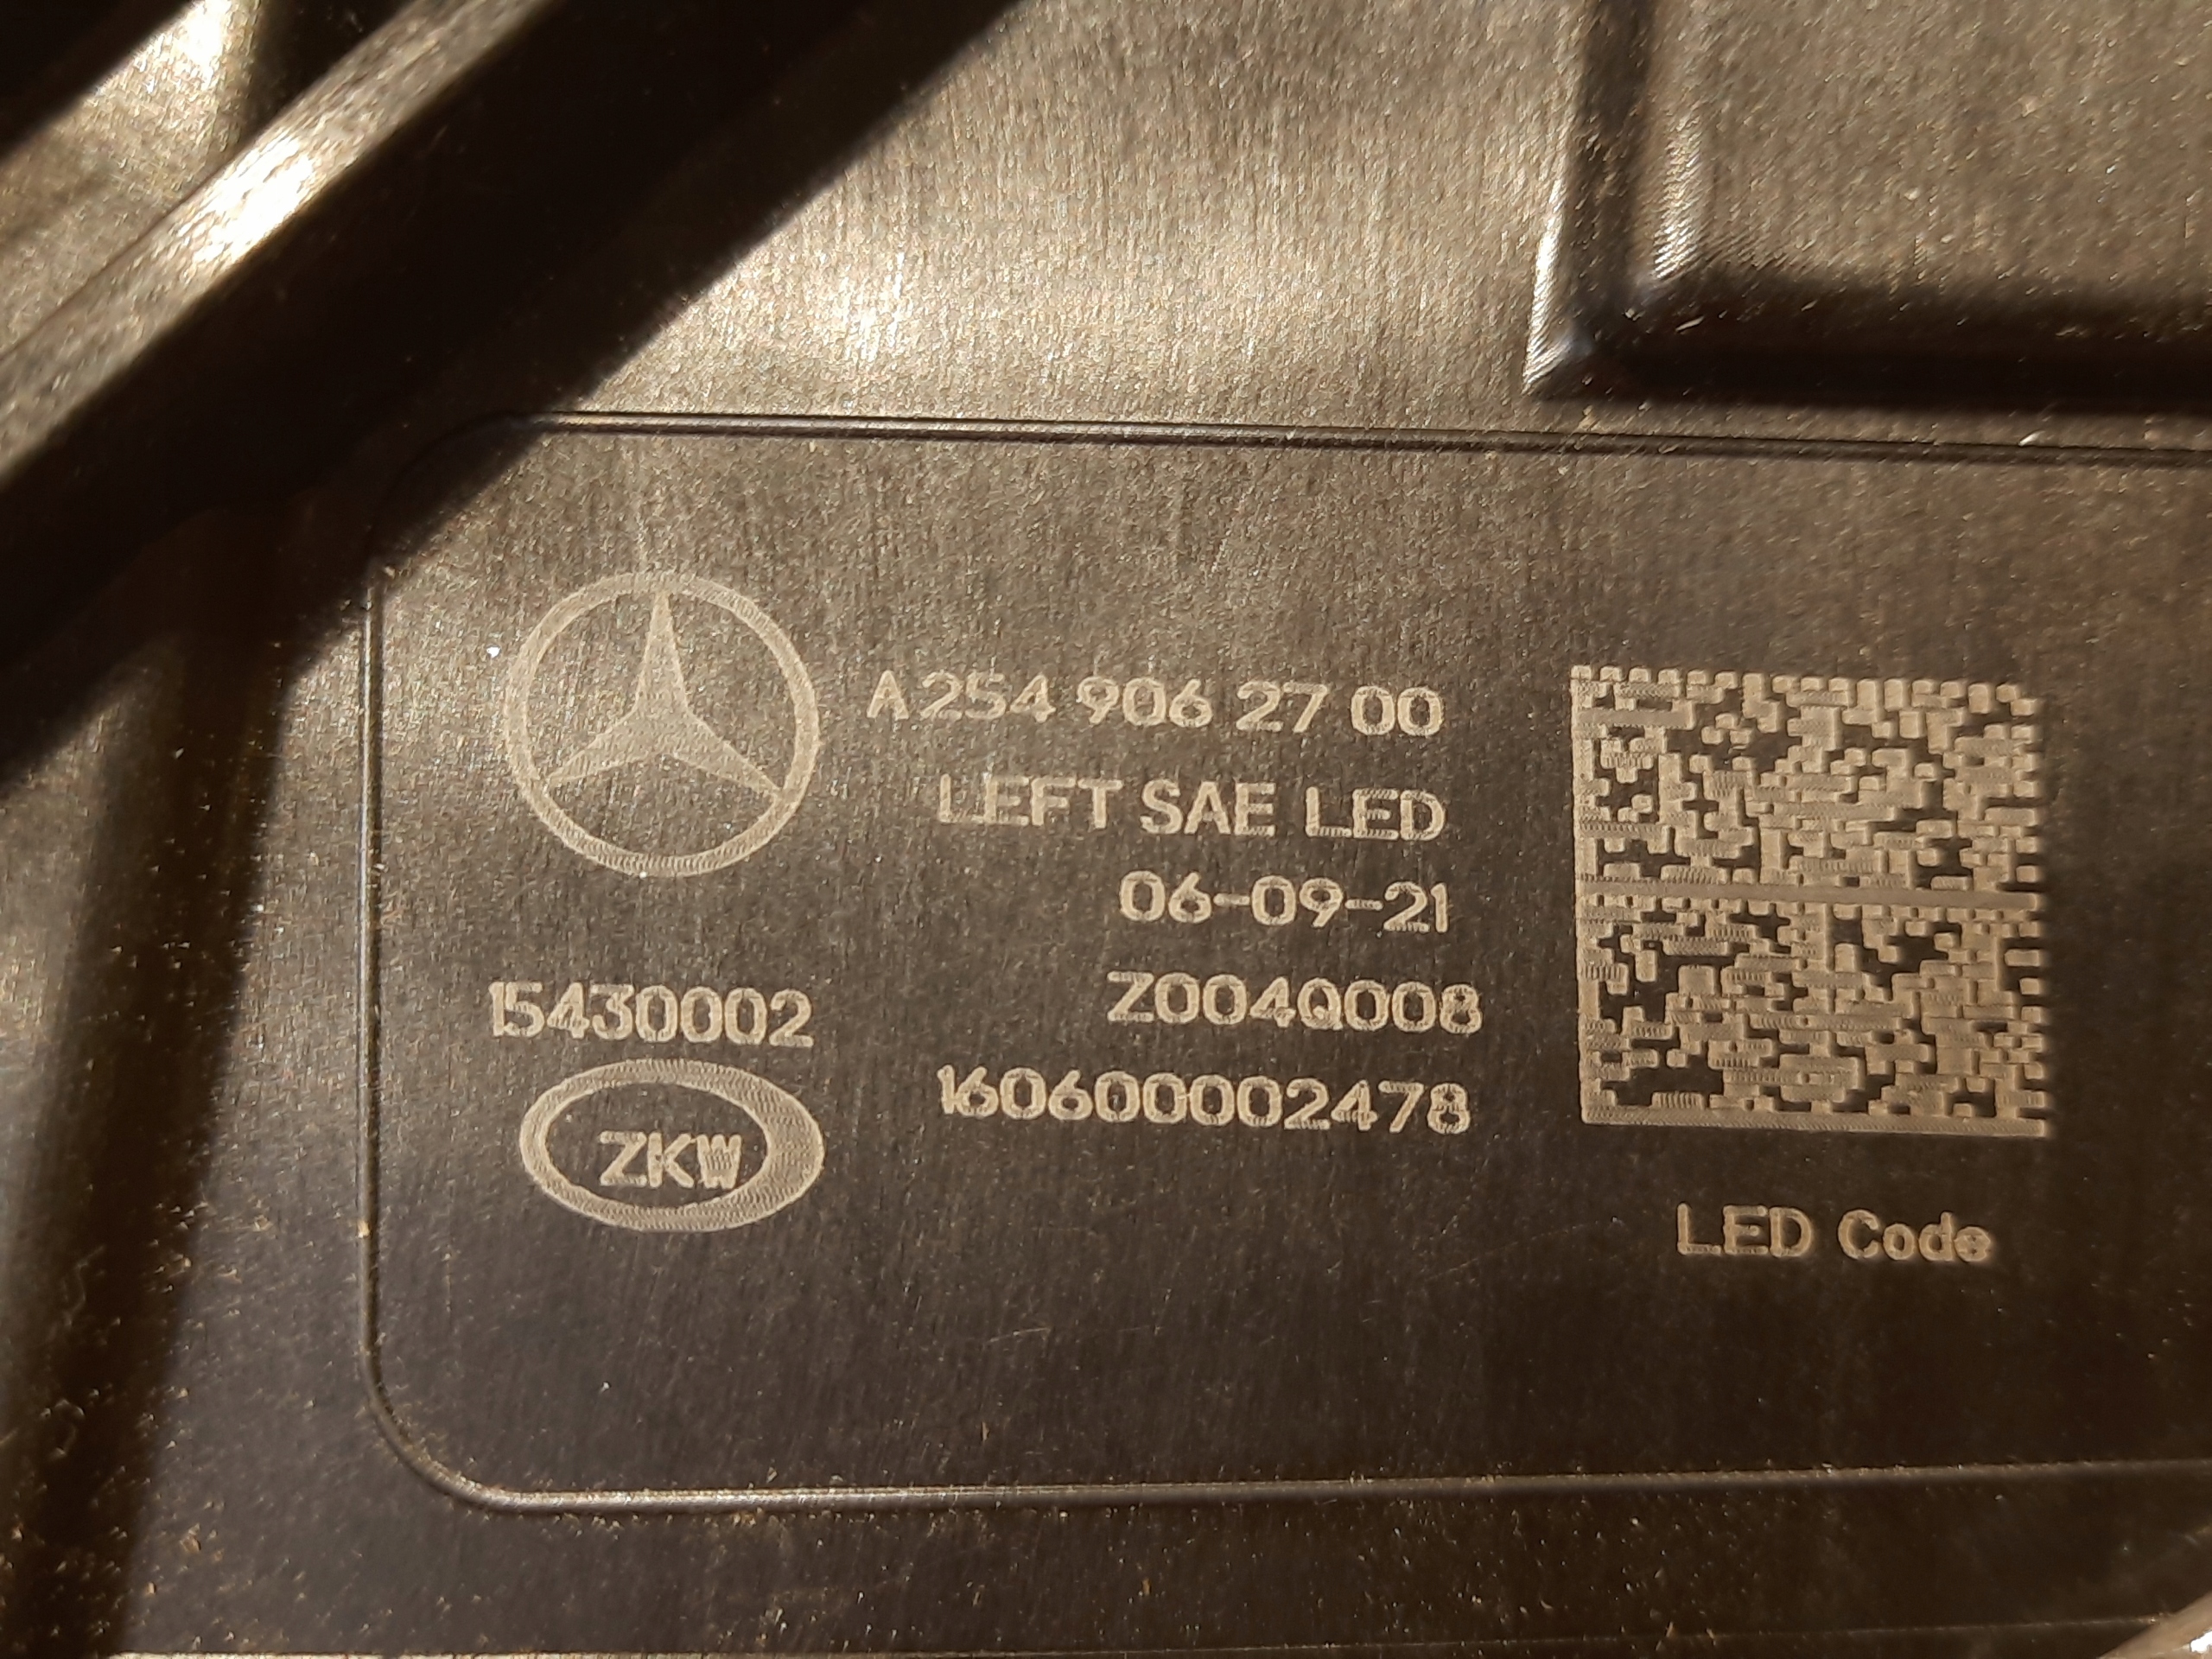 A 254 906 27 00
LEFT SAE LED
06-09-21
15430002
Z004Q008
160600002478
ZKW
LED Code